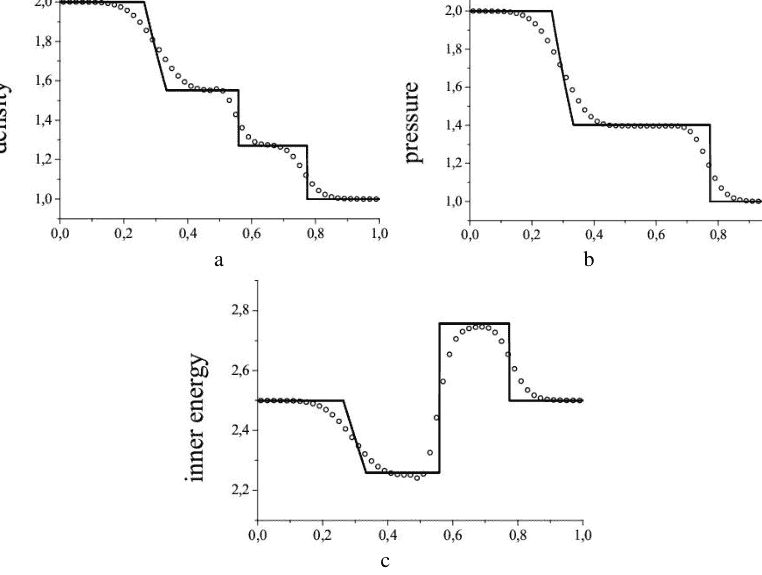 density
2,0
1,8
1,6
1,4
1,2
1,0
0,0 0,2 0,4 0,6 0,8 1,0
a
pressure
2,0
1,8
1,6
1,4
1,2
1,0
0,0 0,2 0,4 0,6 0,8
b
inner energy
2,8
2,6
2,4
2,2
0,0 0,2 0,4 0,6 0,8 1,0
c